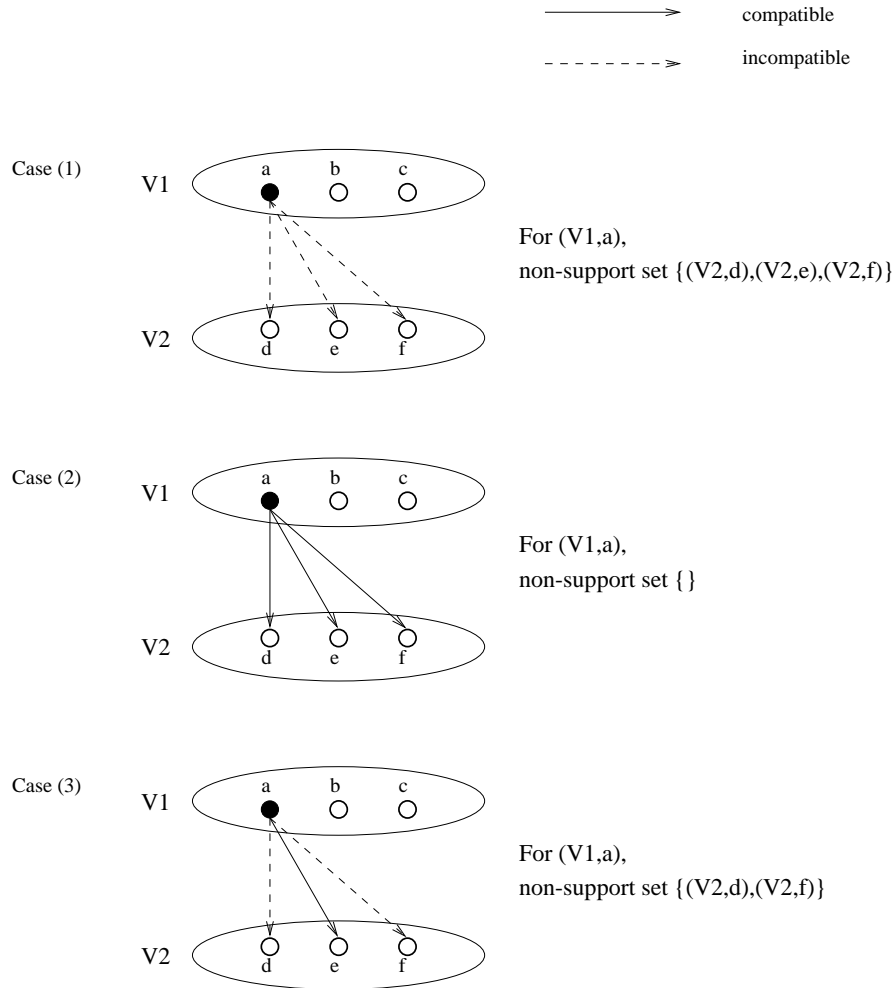 compatible
incompatible
Case (1)
V1
a b c
V2
d e f
For (V1,a),
non-support set {(V2,d),(V2,e),(V2,f)}
Case (2)
V1
a b c
V2
d e f
For (V1,a),
non-support set {}
Case (3)
V1
a b c
V2
d e f
For (V1,a),
non-support set {(V2,d),(V2,f)}